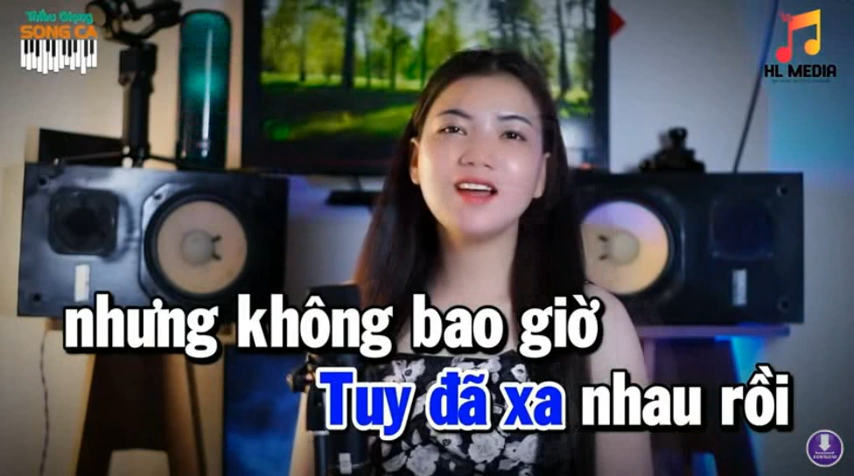 Thiếu Giọng
SONG CA
HL MEDIA
nhưng không bao giờ
Tuy đã xa nhau rồi